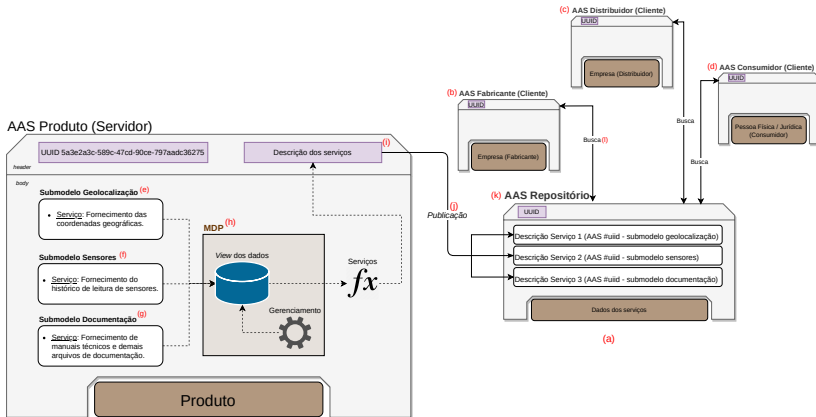 (c) AAS Distribuidor (Cliente)
UUID
Empresa (Distribuidor)
(d) AAS Consumidor (Cliente)
UUID
Pessoa Física / Jurídica
(Consumidor)
(b) AAS Fabricante (Cliente)
UUID
Empresa (Fabricante)
Busca
Busca (l)
Busca
AAS Produto (Servidor)
UUID 5a3e2a3c-589c-47cd-90ce-797aadc36275
Descrição dos serviços
(i)
header
body
Submodelo Geolocalização (e)
• Serviço: Fornecimento das
coordenadas geográficas.
Submodelo Sensores (f)
• Serviço: Fornecimento do
histórico de leitura de sensores.
Submodelo Documentação (g)
• Serviço: Fornecimento de
manuais técnicos e demais
arquivos de documentação.
MDP (h)
View dos dados
Gerenciamento
Serviços
fx
Produto
(j)
Publicação
(k) AAS Repositório
UUID
Descrição Serviço 1 (AAS #uiid - submodelo geolocalização)
Descrição Serviço 2 (AAS #uiid - submodelo sensores)
Descrição Serviço 3 (AAS #uiid - submodelo documentação)
Dados dos serviços
(a)